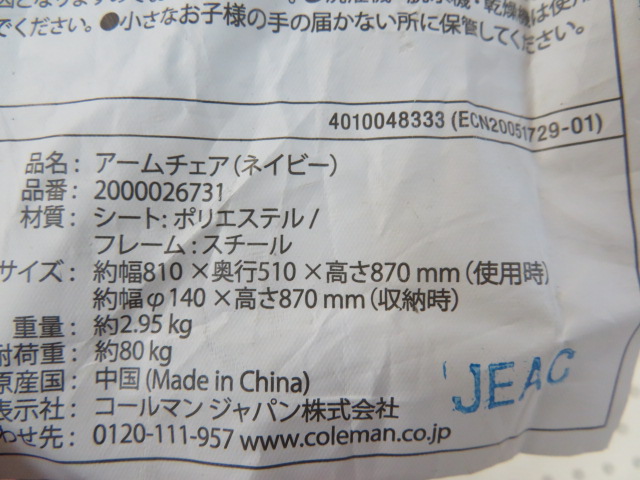 でください。●小さなお子様の手の届かない所に保管してください。
4010048333 (ECN20051729-01)
品名: アームチェア(ネイビー)
品番: 2000026731
材質: シート: ポリエステル /
フレーム: スチール
サイズ: 約幅810×奥行510×高さ870 mm(使用時)
約幅φ140×高さ870 mm(収納時)
重量: 約2.95 kg
耐荷重: 約80 kg
原産国: 中国 (Made in China)
表示社: コールマン ジャパン株式会社
わせ先: 0120-111-957 www.coleman.co.jp
JEAC